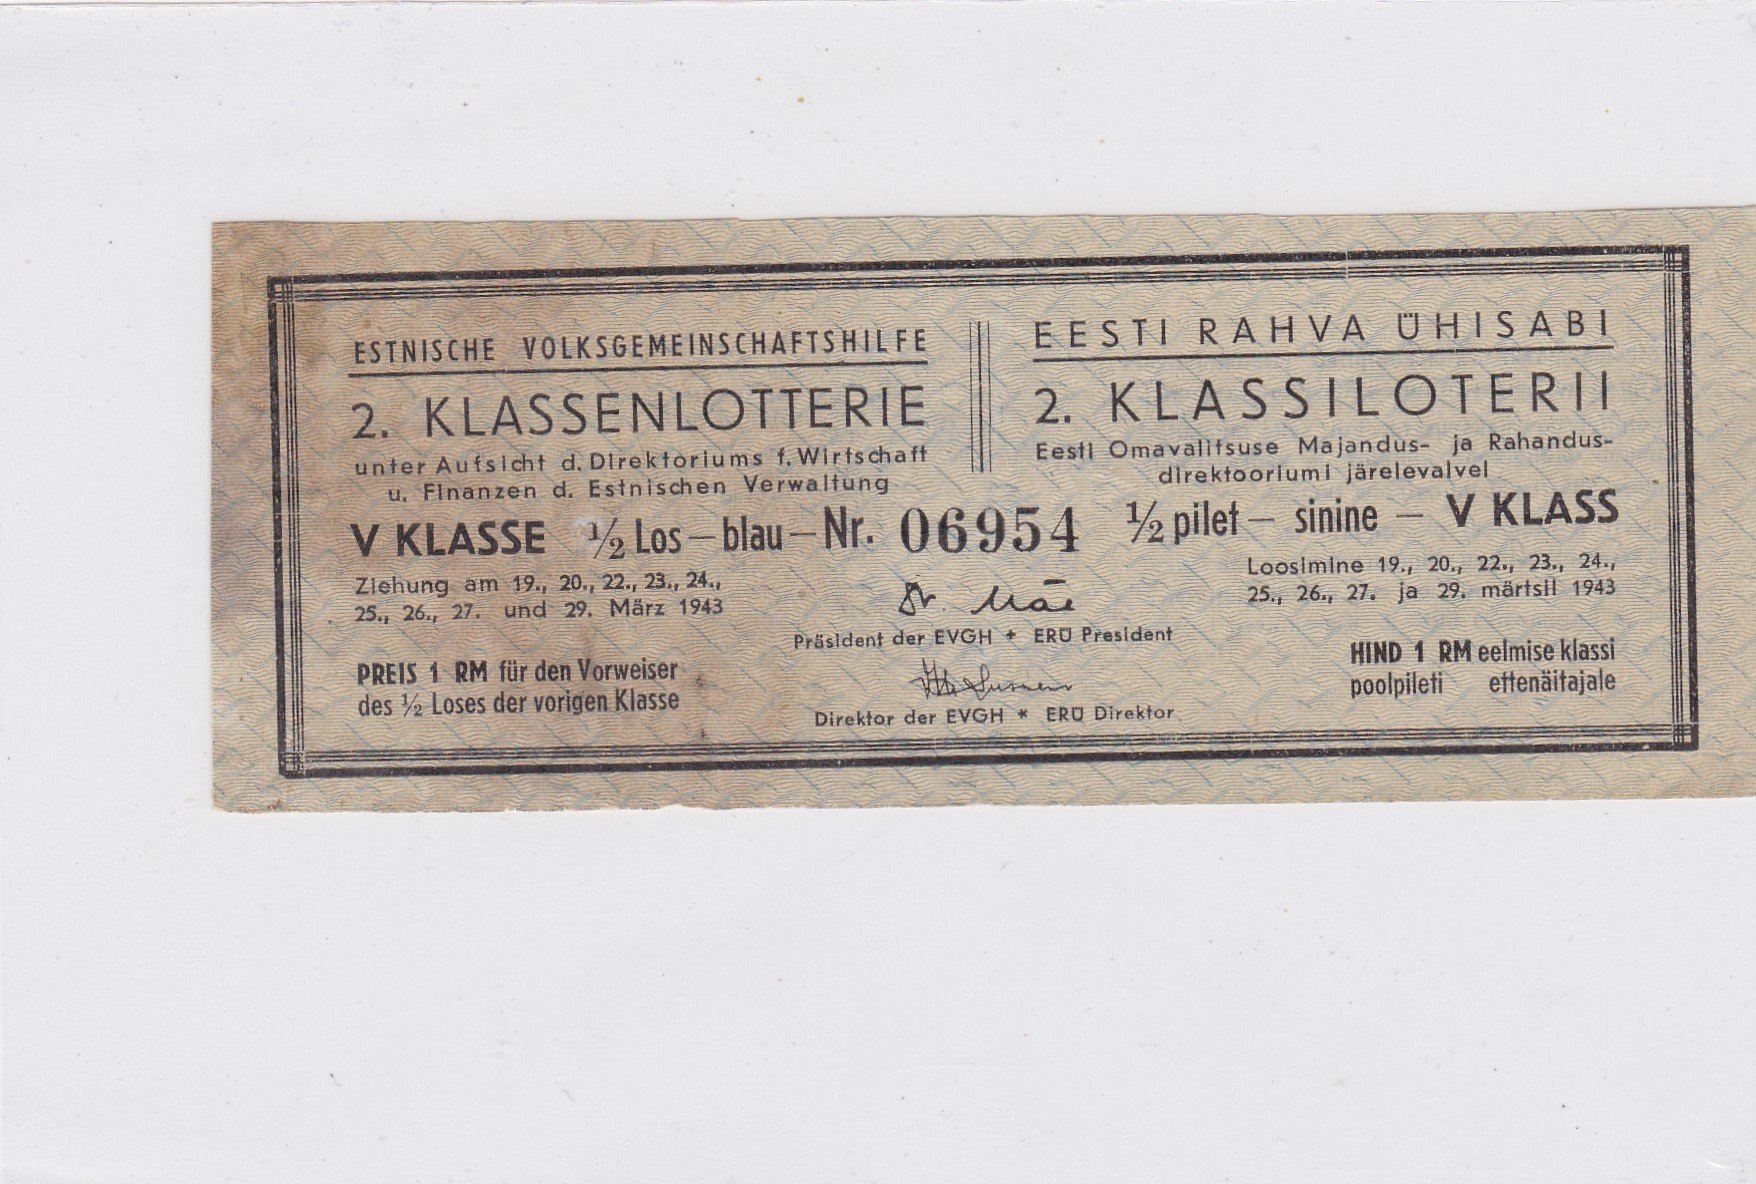 ESTNISCHE VOLKSGEMEINSCHAFTSHILFE
2. KLASSENLOTTERIE
unter Aufsicht d. Direktoriums f. Wirtschaft
u. Finanzen d. Estnischen Verwaltung
EESTI RAHVA ÜHISABI
2. KLASSILOTERII
Eesti Omavalitsuse Majandus- ja Rahandus-
direktooriumi järelevalvel
V KLASSE ½ Los — blau — Nr. 06954 ½ pilet — sinine — V KLASS
Ziehung am 19., 20., 22., 23., 24.,
25., 26., 27. und 29. März 1943
PREIS 1 RM für den Vorweiser
des ½ Loses der vorigen Klasse
Dr. Mäe
Präsident der EVGH * ERÜ President
Direktor der EVGH * ERÜ Direktor
Loosimine 19., 20., 22., 23., 24.,
25., 26., 27. ja 29. märtsil 1943
HIND 1 RM eelmise klassi
poolpileti ettenäitajale